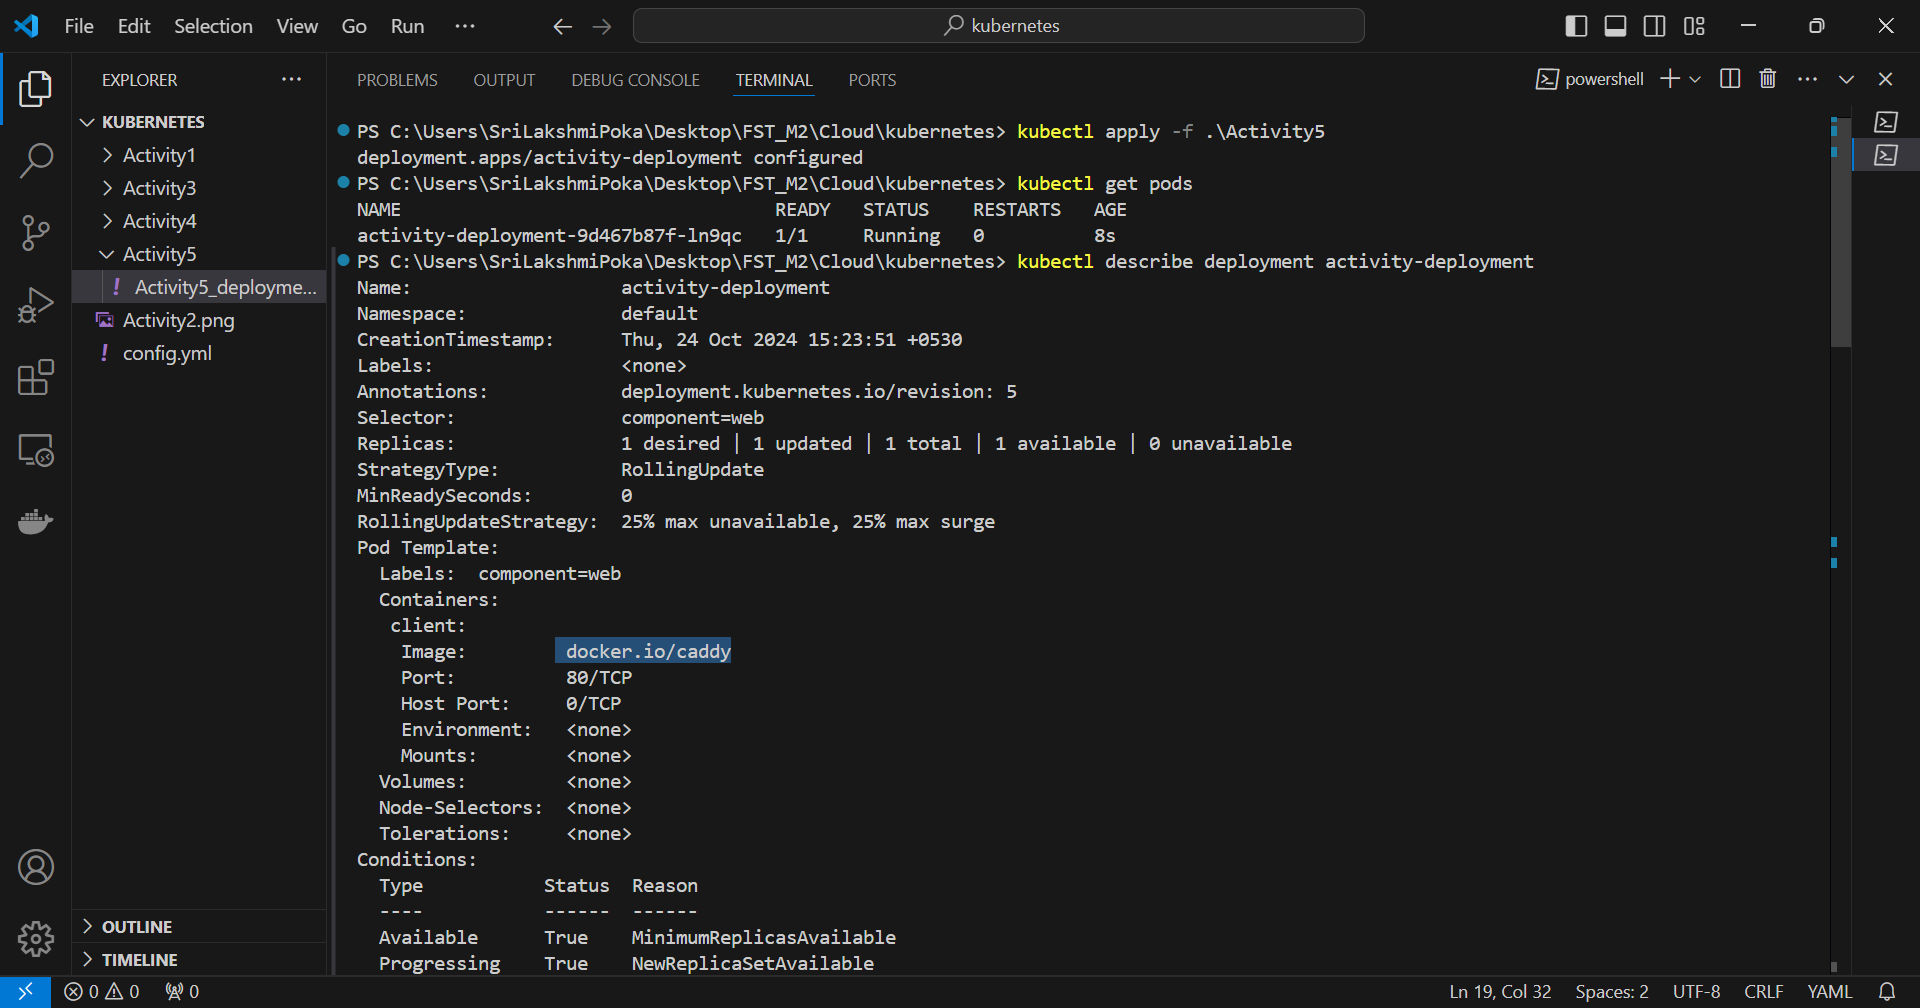 File Edit Selection View Go Run ···
kubernetes
EXPLORER ···
KUBERNETES
Activity1
Activity3
Activity4
Activity5
! Activity5_deployme...
Activity2.png
! config.yml
OUTLINE
TIMELINE
PROBLEMS OUTPUT DEBUG CONSOLE TERMINAL PORTS
powershell
PS C:\Users\SriLakshmiPoka\Desktop\FST_M2\Cloud\kubernetes> kubectl apply -f .\Activity5
deployment.apps/activity-deployment configured
PS C:\Users\SriLakshmiPoka\Desktop\FST_M2\Cloud\kubernetes> kubectl get pods
NAME READY STATUS RESTARTS AGE
activity-deployment-9d467b87f-ln9qc 1/1 Running 0 8s
PS C:\Users\SriLakshmiPoka\Desktop\FST_M2\Cloud\kubernetes> kubectl describe deployment activity-deployment
Name: activity-deployment
Namespace: default
CreationTimestamp: Thu, 24 Oct 2024 15:23:51 +0530
Labels: <none>
Annotations: deployment.kubernetes.io/revision: 5
Selector: component=web
Replicas: 1 desired | 1 updated | 1 total | 1 available | 0 unavailable
StrategyType: RollingUpdate
MinReadySeconds: 0
RollingUpdateStrategy: 25% max unavailable, 25% max surge
Pod Template:
Labels: component=web
Containers:
client:
Image: docker.io/caddy
Port: 80/TCP
Host Port: 0/TCP
Environment: <none>
Mounts: <none>
Volumes: <none>
Node-Selectors: <none>
Tolerations: <none>
Conditions:
Type Status Reason
---- ------ ------
Available True MinimumReplicasAvailable
Progressing True NewReplicaSetAvailable
0 0 0
Ln 19, Col 32 Spaces: 2 UTF-8 CRLF YAML